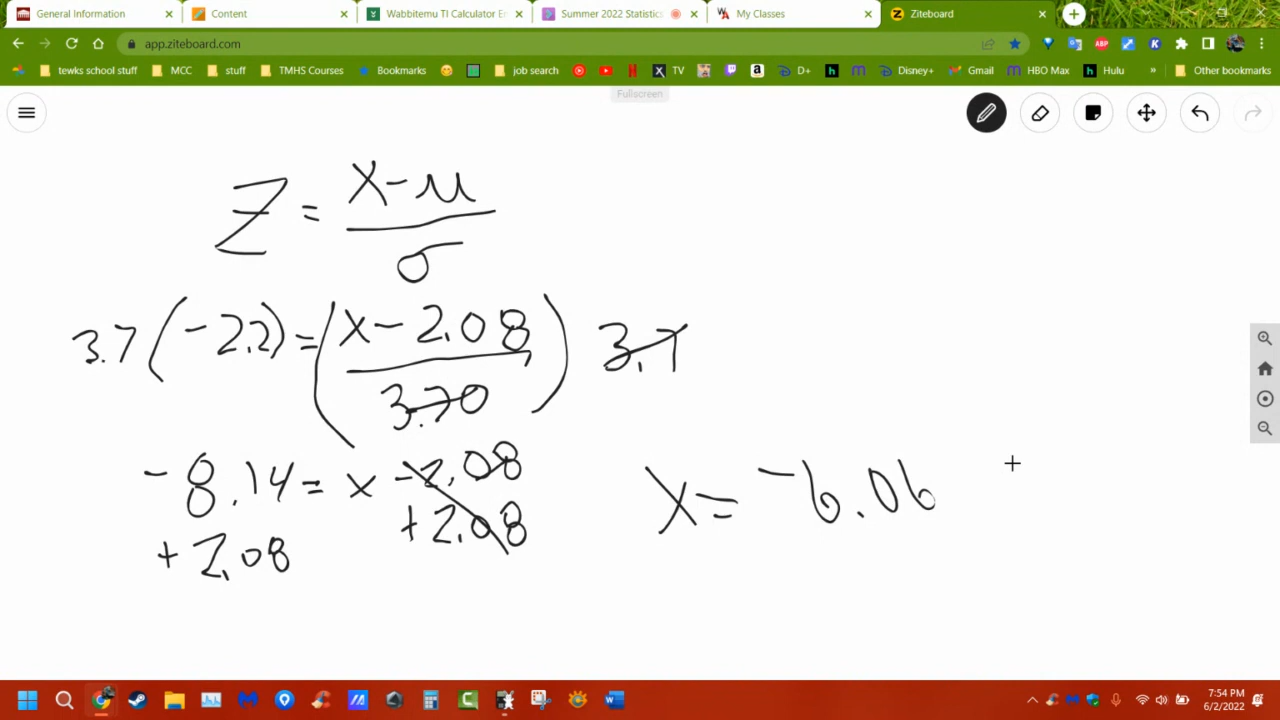 General Information
Content
Wabbitemu TI Calculator En
Summer 2022 Statistics
My Classes
Ziteboard
app.ziteboard.com
ABP
tewks school stuff
MCC
stuff
TMHS Courses
Bookmarks
job search
TV
D+
Disney+
Gmail
HBO Max
Hulu
»
Other bookmarks
Fullscreen
Z = (x - μ) / σ
3.7 (-2.2) = ((x - 2.08) / 3.70) 3.7
-8.14 = x - 2.08
+ 2.08 + 2.08
x = -6.06
7:54 PM
6/2/2022